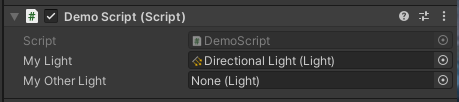 Demo Script (Script)
Script DemoScript
My Light Directional Light (Light)
My Other Light None (Light)